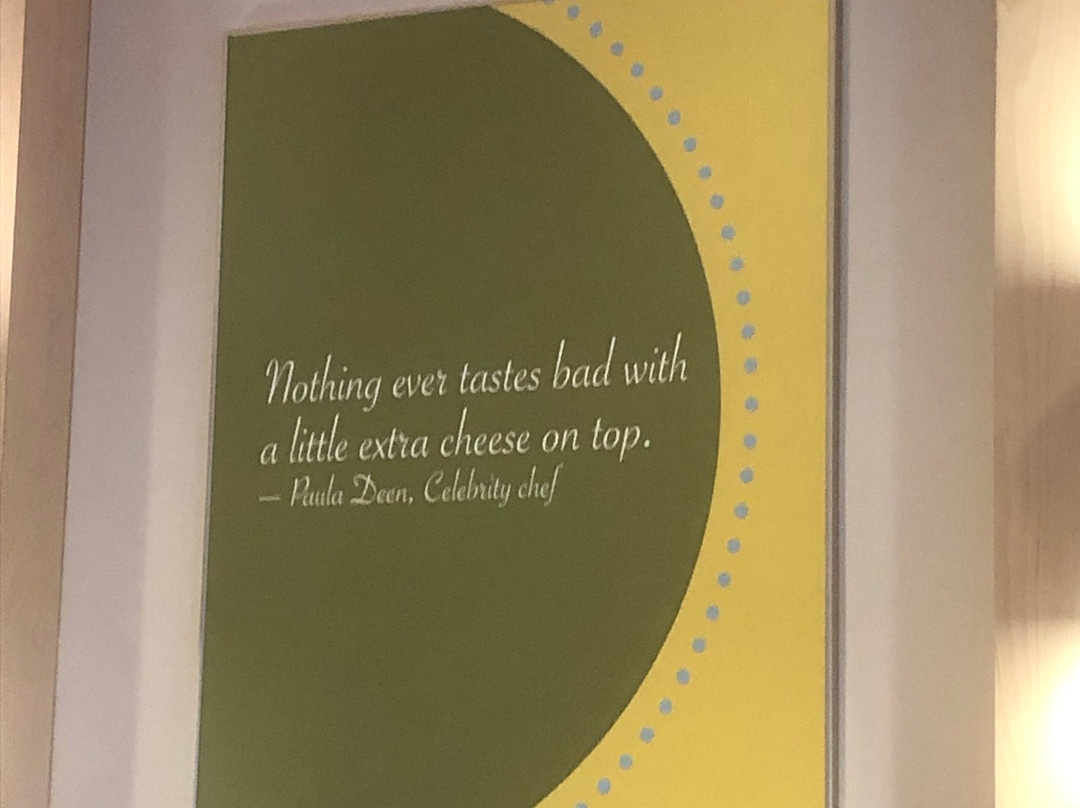 Nothing ever tastes bad with
a little extra cheese on top.
— Paula Deen, Celebrity chef